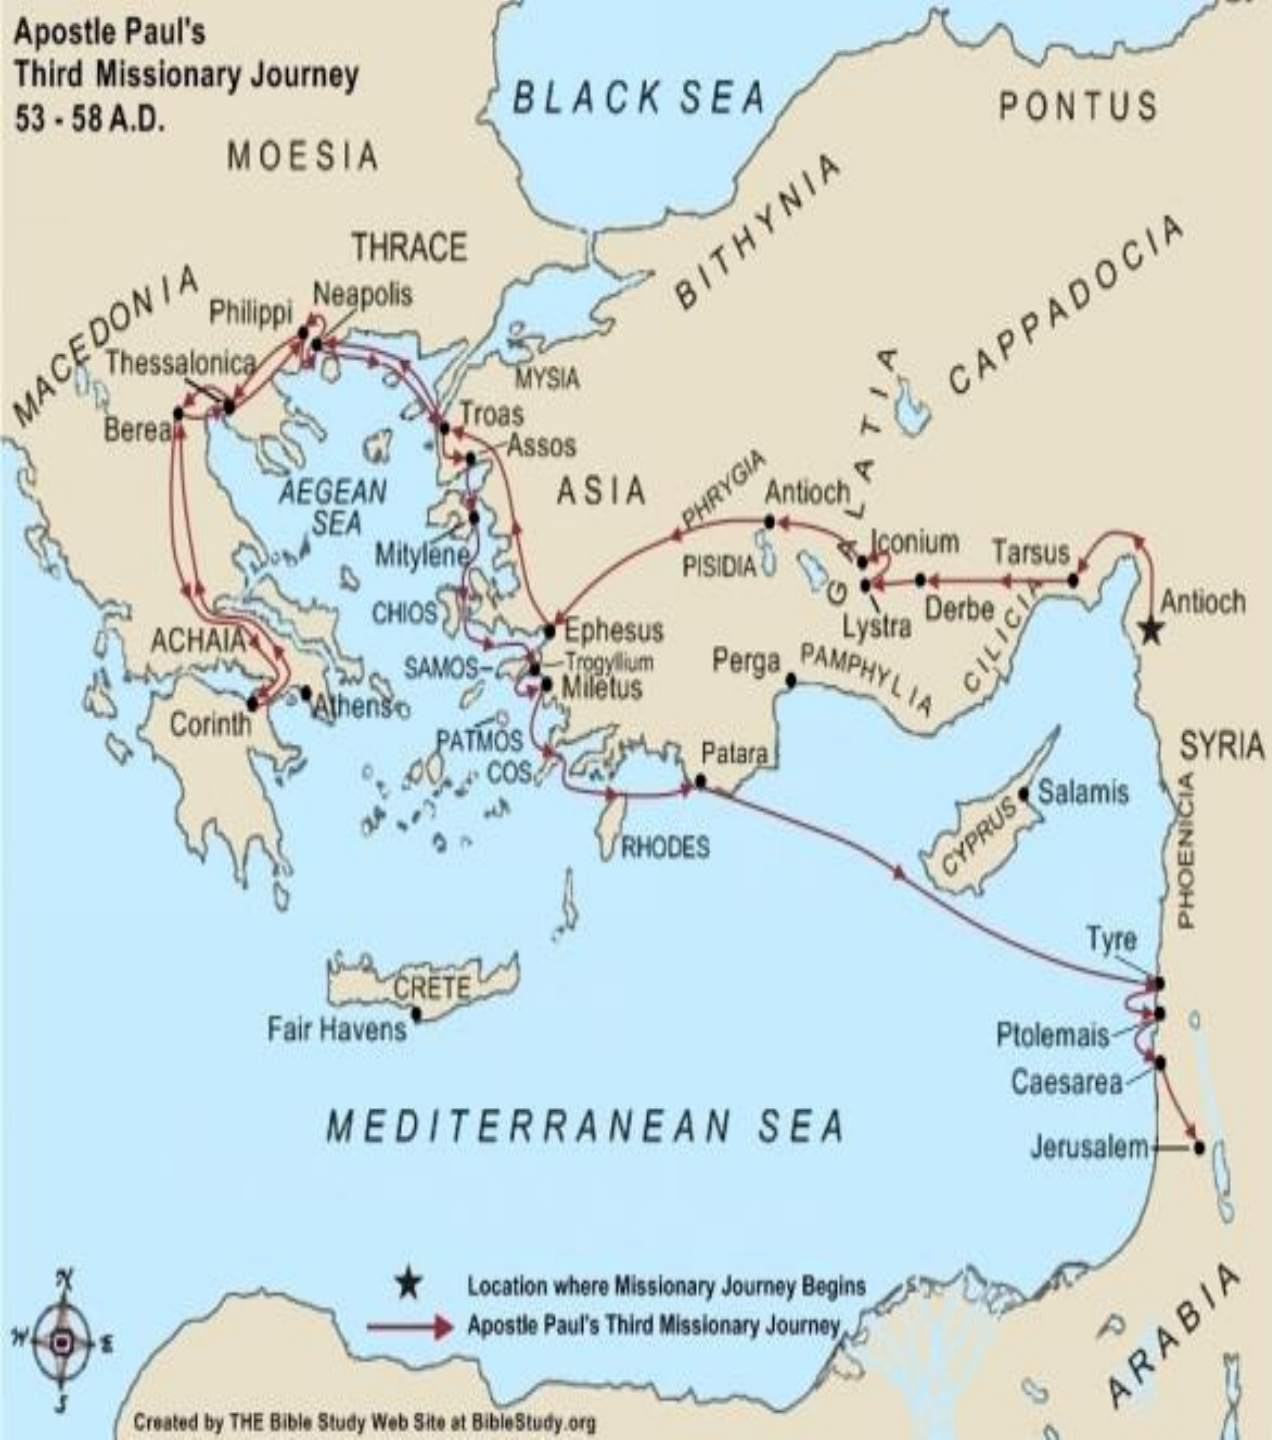 Apostle Paul's
Third Missionary Journey
53 - 58 A.D.
BLACK SEA
PONTUS
MOESIA
BITHYNIA
THRACE
CAPPADOCIA
MACEDONIA
Neapolis
Philippi
Thessalonica
MYSIA
GALATIA
Troas
Berea
Assos
AEGEAN
SEA
ASIA
PHRYGIA
Antioch
Mitylene
PISIDIA
Iconium
Tarsus
CHIOS
Lystra
Derbe
CILICIA
Antioch
ACHAIA
Ephesus
SAMOS
Trogyllium
Miletus
Perga
PAMPHYLIA
Corinth
Athens
PATMOS
COS
Patara
SYRIA
Salamis
CYPRUS
PHOENICIA
RHODES
Tyre
CRETE
Fair Havens
Ptolemais
Caesarea
MEDITERRANEAN SEA
Jerusalem
ARABIA
N
W
E
S
Location where Missionary Journey Begins
Apostle Paul's Third Missionary Journey
Created by THE Bible Study Web Site at BibleStudy.org